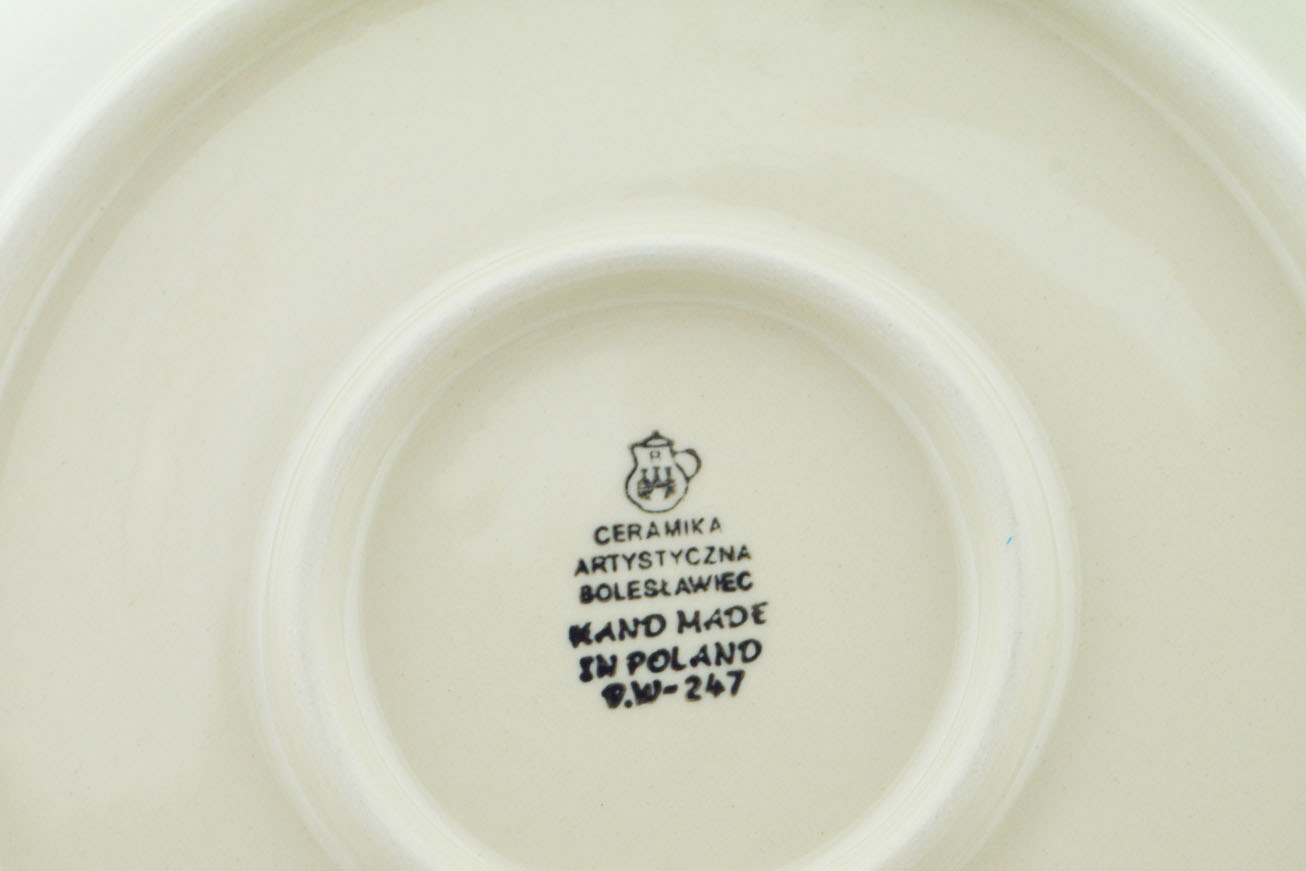 R
CERAMIKA
ARTYSTYCZNA
BOLESŁAWIEC
HAND MADE
IN POLAND
D.W-247